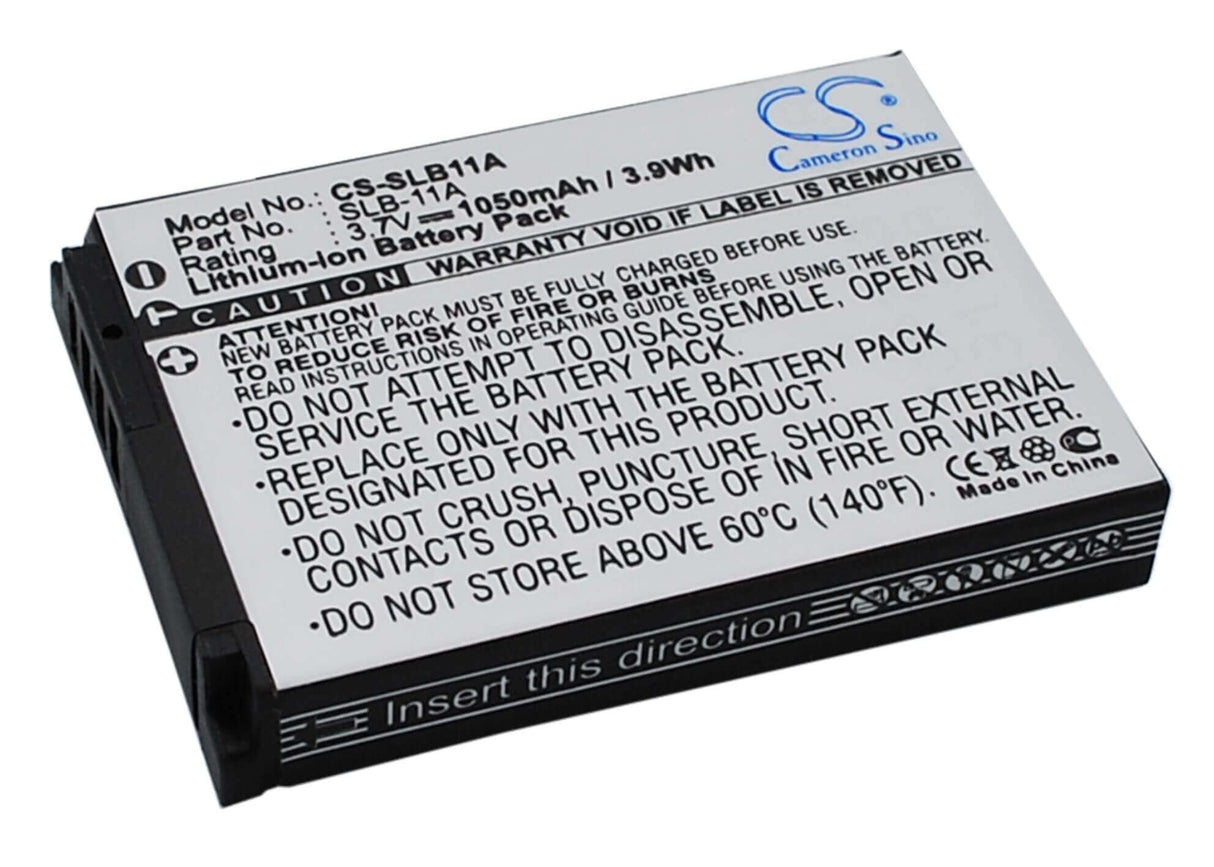 CS®
Cameron Sino
Model No.: CS-SLB11A
Part No. : SLB-11A
Rating : 3.7V 1050mAh / 3.9Wh
Lithium-Ion Battery Pack
CAUTION WARRANTY VOID IF LABEL IS REMOVED
ATTENTION!
NEW BATTERY PACK MUST BE FULLY CHARGED BEFORE USE.
TO REDUCE RISK OF FIRE OR BURNS
READ INSTRUCTIONS IN OPERATING GUIDE BEFORE USING THE BATTERY.
•DO NOT ATTEMPT TO DISASSEMBLE, OPEN OR
SERVICE THE BATTERY PACK.
•REPLACE ONLY WITH THE BATTERY PACK
DESIGNATED FOR THIS PRODUCT.
•DO NOT CRUSH, PUNCTURE, SHORT EXTERNAL
CONTACTS OR DISPOSE OF IN FIRE OR WATER.
•DO NOT STORE ABOVE 60°C (140°F).
CE
Made In China
Insert this direction